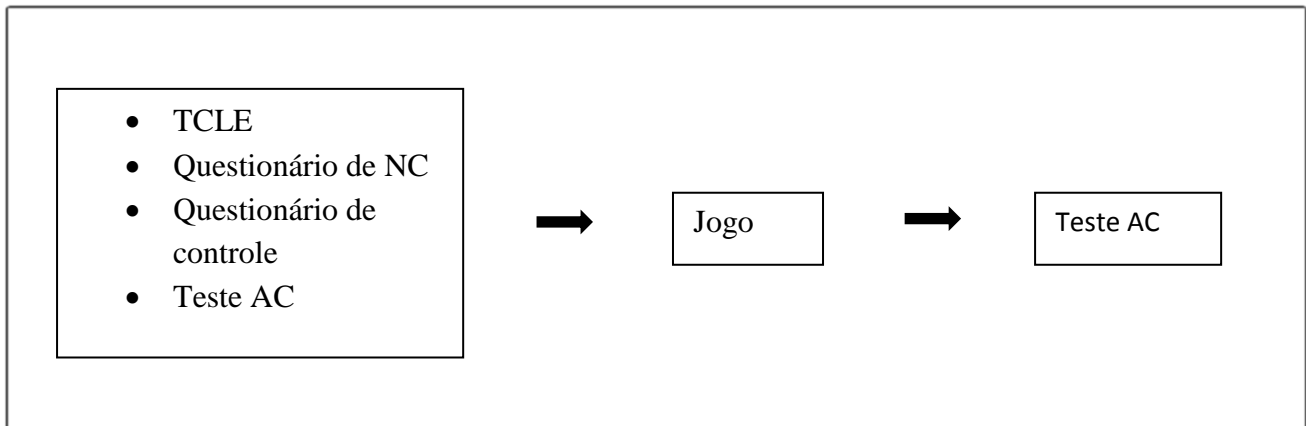 • TCLE
• Questionário de NC
• Questionário de
controle
• Teste AC
Jogo
Teste AC